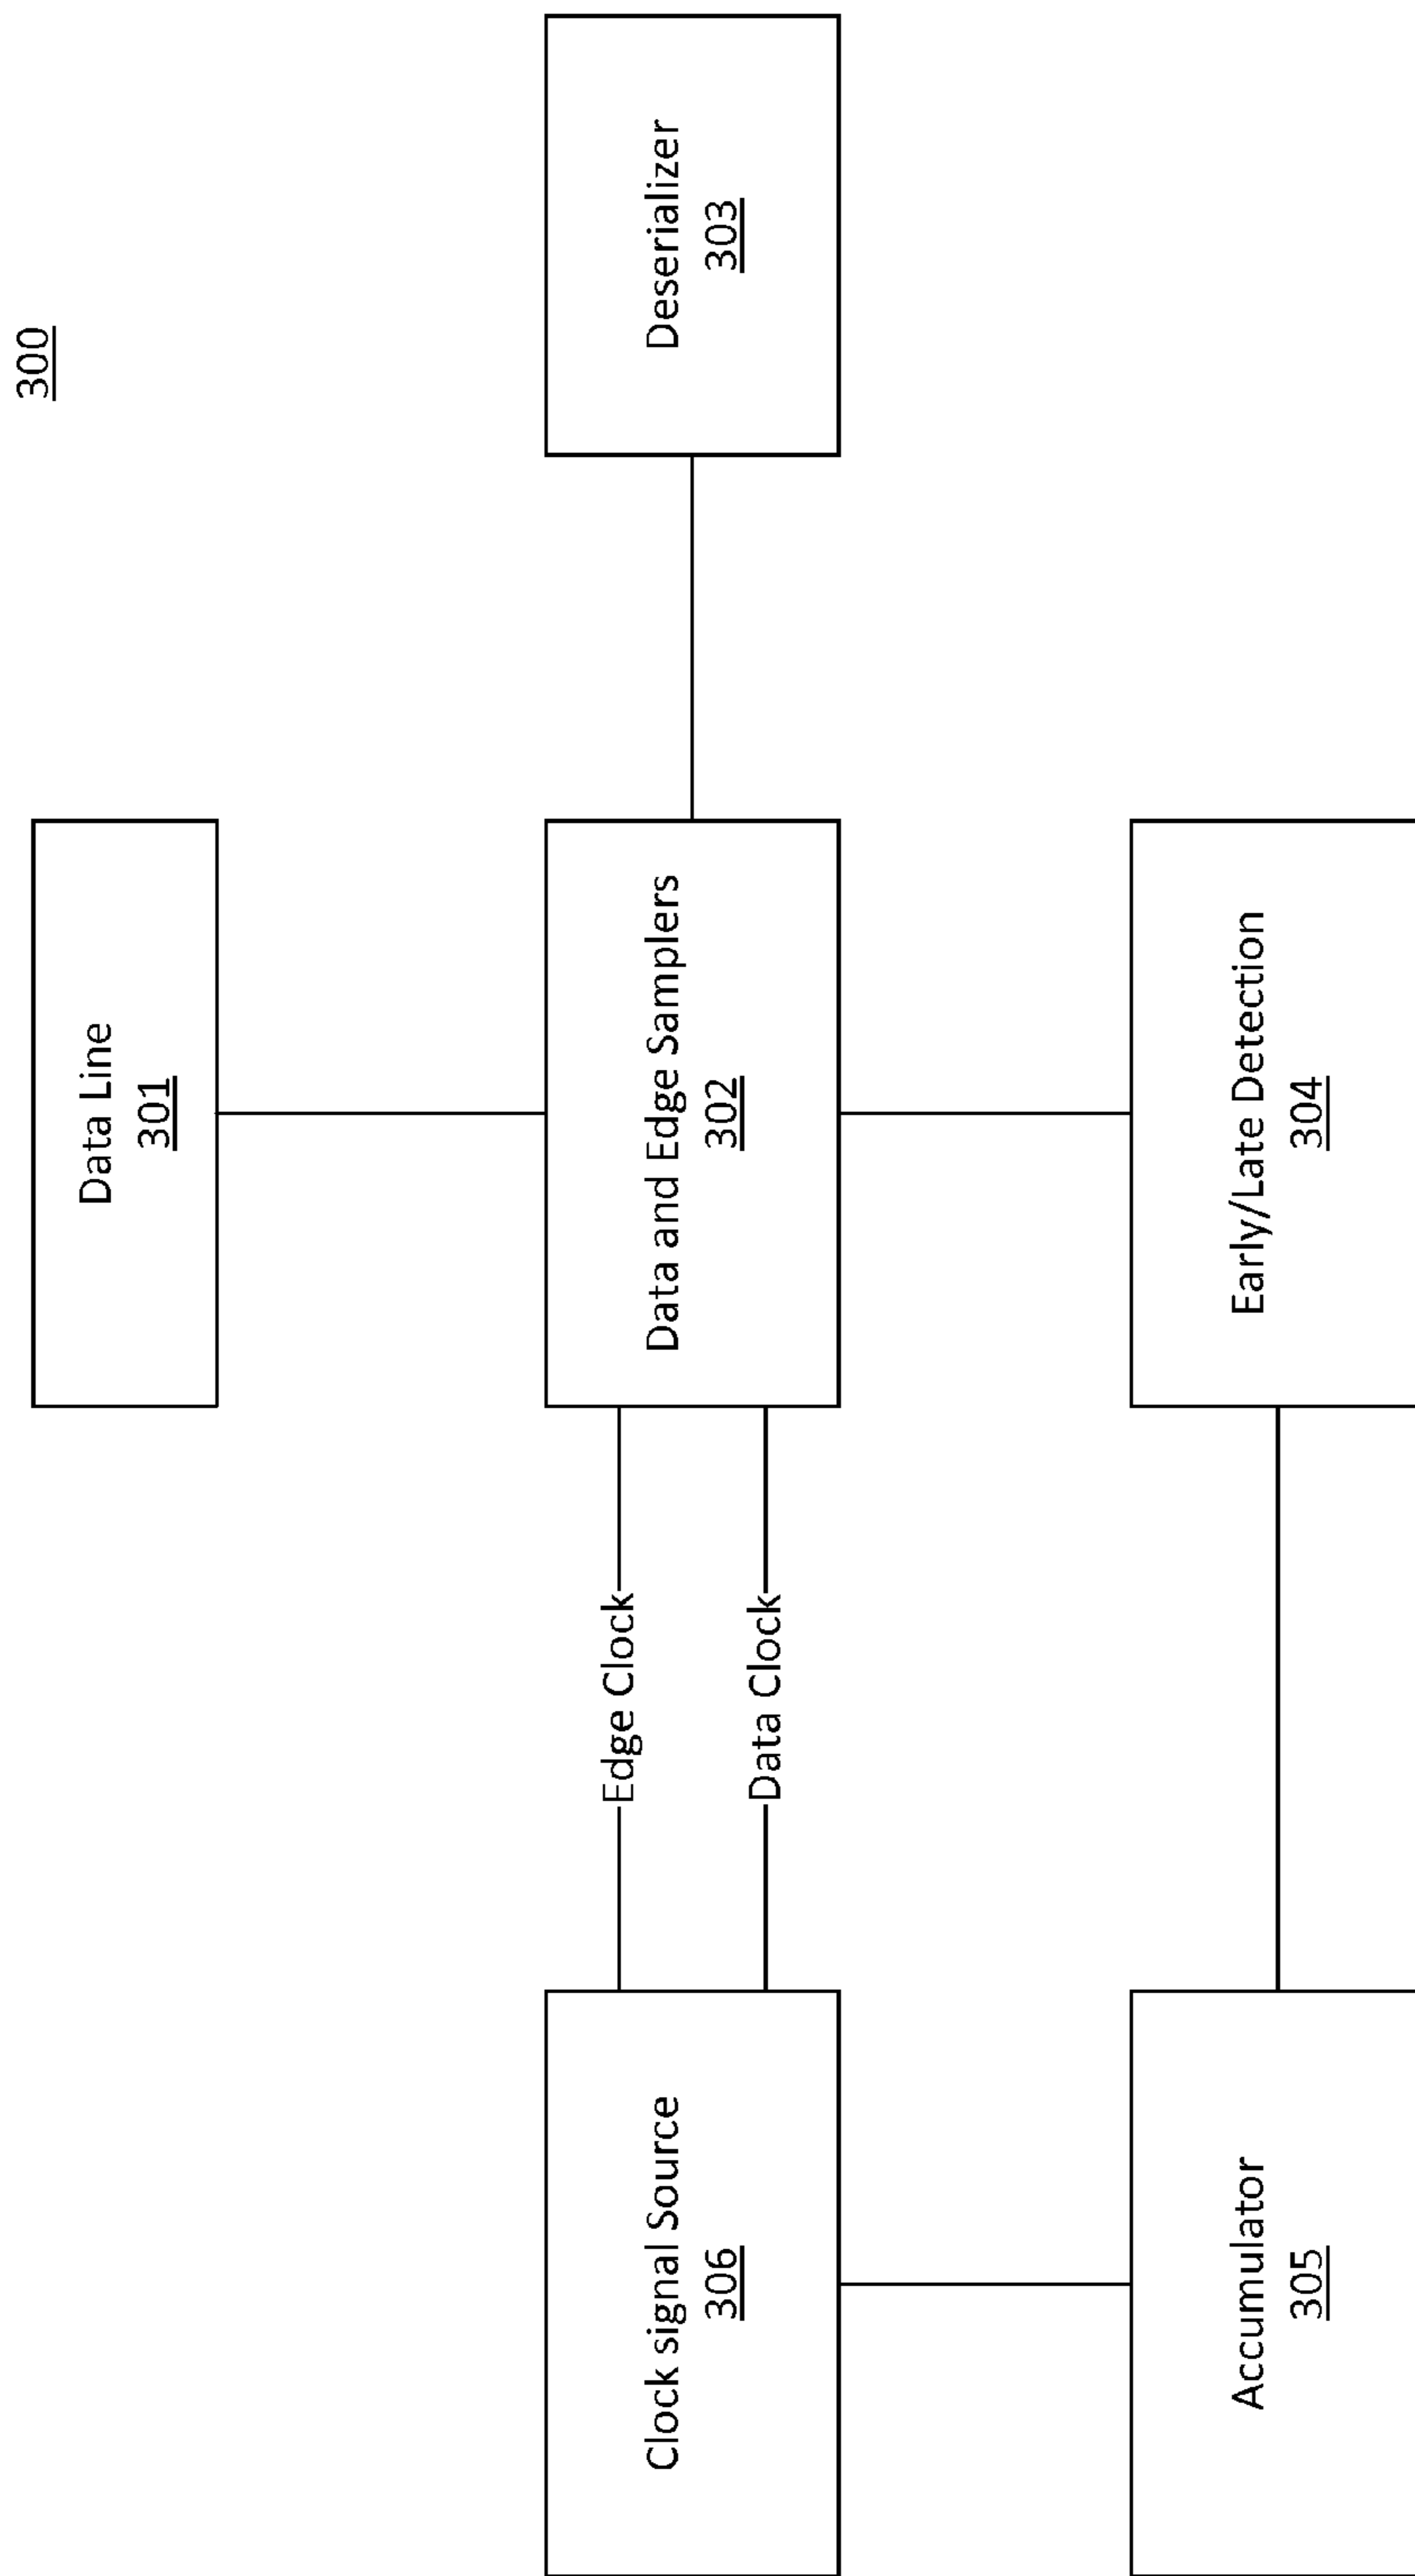 300
Data Line
301
Clock signal Source
306
Edge Clock
Data Clock
Data and Edge Samplers
302
Deserializer
303
Accumulator
305
Early/Late Detection
304